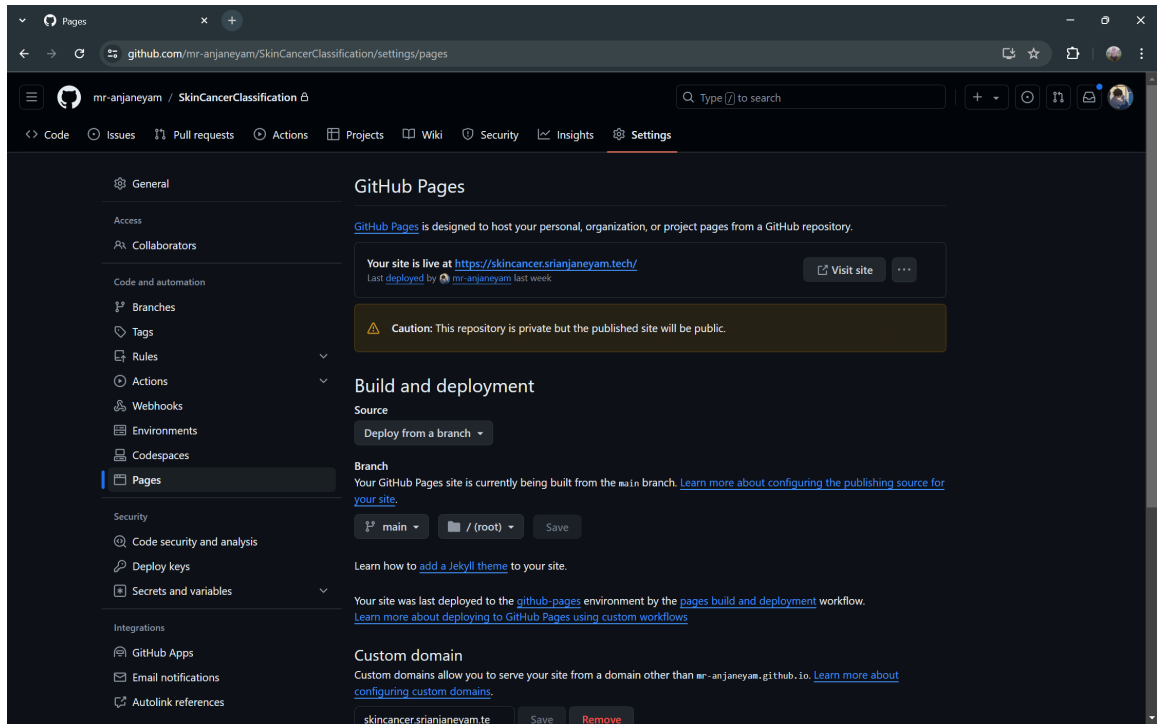 Pages
github.com/mr-anjaneyam/SkinCancerClassification/settings/pages
mr-anjaneyam / SkinCancerClassification
Type / to search
Code Issues Pull requests Actions Projects Wiki Security Insights Settings
General
Access
Collaborators
Code and automation
Branches
Tags
Rules
Actions
Webhooks
Environments
Codespaces
Pages
Security
Code security and analysis
Deploy keys
Secrets and variables
Integrations
GitHub Apps
Email notifications
Autolink references
GitHub Pages
GitHub Pages is designed to host your personal, organization, or project pages from a GitHub repository.
Your site is live at https://skincancer.srianjaneyam.tech/
Last deployed by mr-anjaneyam last week
Visit site
Caution: This repository is private but the published site will be public.
Build and deployment
Source
Deploy from a branch
Branch
Your GitHub Pages site is currently being built from the main branch. Learn more about configuring the publishing source for
your site.
main / (root) Save
Learn how to add a Jekyll theme to your site.
Your site was last deployed to the github-pages environment by the pages build and deployment workflow.
Learn more about deploying to GitHub Pages using custom workflows
Custom domain
Custom domains allow you to serve your site from a domain other than mr-anjaneyam.github.io. Learn more about
configuring custom domains.
skincancer.srianjaneyam.te Save Remove